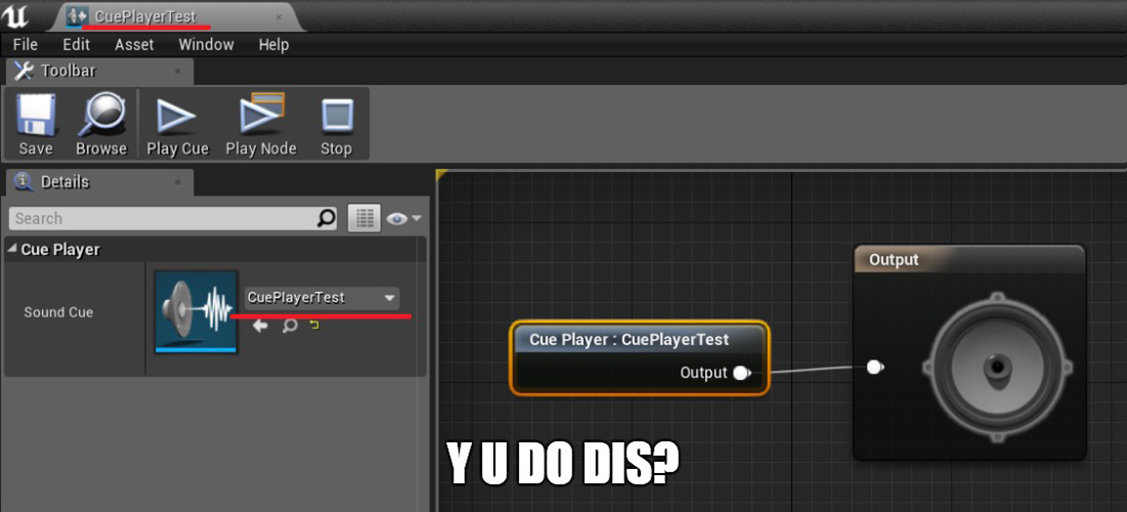 CuePlayerTest
File Edit Asset Window Help
Toolbar
Save Browse Play Cue Play Node Stop
Details
Search
Cue Player
Sound Cue
CuePlayerTest
Cue Player : CuePlayerTest
Output
Output
Y U DO DIS?